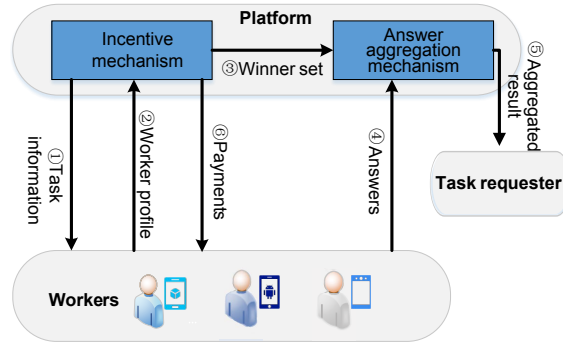 Platform
Incentive
mechanism
Answer
aggregation
mechanism
③Winner set
①Task
information
②Worker profile
⑥Payments
④Answers
⑤Aggregated
result
Task requester
Workers